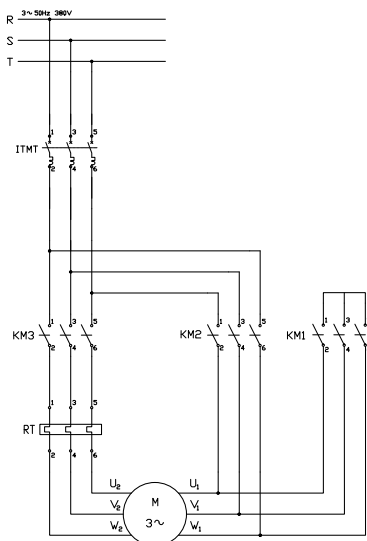 3∿50Hz 380V
R
S
T
1 3 5
ITMT
2 4 6
1 3 5 1 3 5 1 3
KM3 KM2 KM1
2 4 6 2 4 6 2 4
1 3 5
RT
2 4 6
U₂ U₁
V₂ M V₁
3∿
W₂ W₁